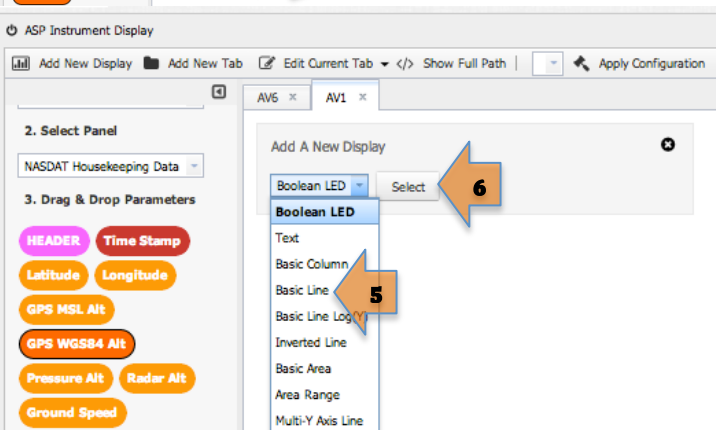 ASP Instrument Display
Add New Display Add New Tab Edit Current Tab </> Show Full Path | Apply Configuration
AV6 × AV1 ×
2. Select Panel
NASDAT Housekeeping Data
3. Drag & Drop Parameters
HEADER Time Stamp
Latitude Longitude
GPS MSL Alt
GPS WGS84 Alt
Pressure Alt Radar Alt
Ground Speed
Add A New Display
Boolean LED Select 6
Boolean LED
Text
Basic Column
Basic Line 5
Basic Line Log(Y)
Inverted Line
Basic Area
Area Range
Multi-Y Axis Line